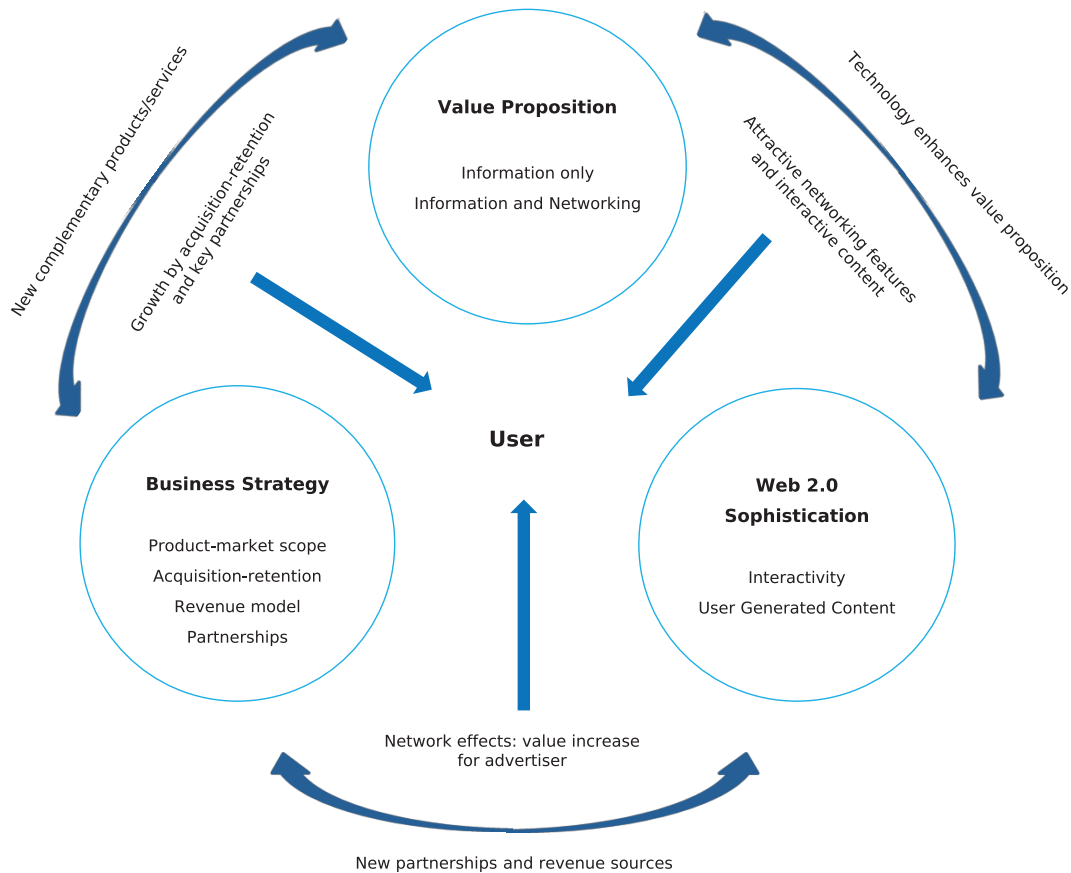 Value Proposition
Information only
Information and Networking
New complementary products/services
Growth by acquisition-retention
and key partnerships
Technology enhances value proposition
Attractive networking features
and interactive content
User
Business Strategy
Product-market scope
Acquisition-retention
Revenue model
Partnerships
Web 2.0
Sophistication
Interactivity
User Generated Content
Network effects: value increase
for advertiser
New partnerships and revenue sources